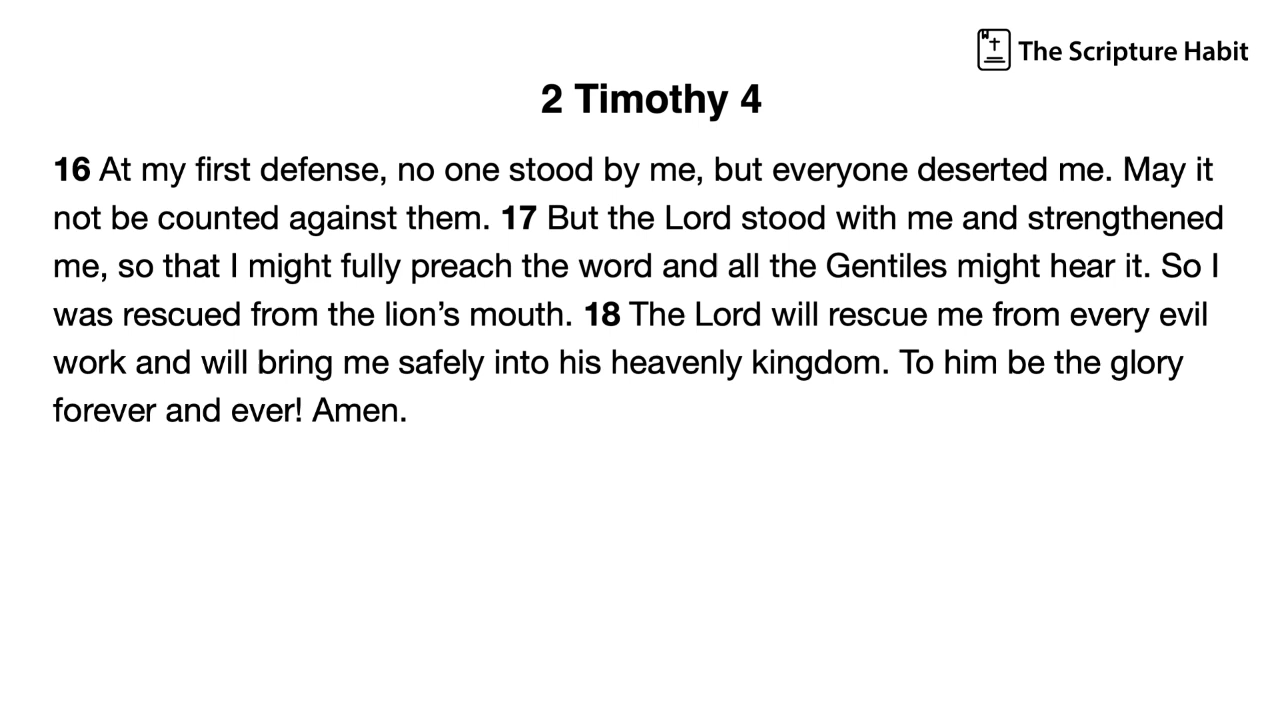 The Scripture Habit
2 Timothy 4
16 At my first defense, no one stood by me, but everyone deserted me. May it
not be counted against them. 17 But the Lord stood with me and strengthened
me, so that I might fully preach the word and all the Gentiles might hear it. So I
was rescued from the lion’s mouth. 18 The Lord will rescue me from every evil
work and will bring me safely into his heavenly kingdom. To him be the glory
forever and ever! Amen.